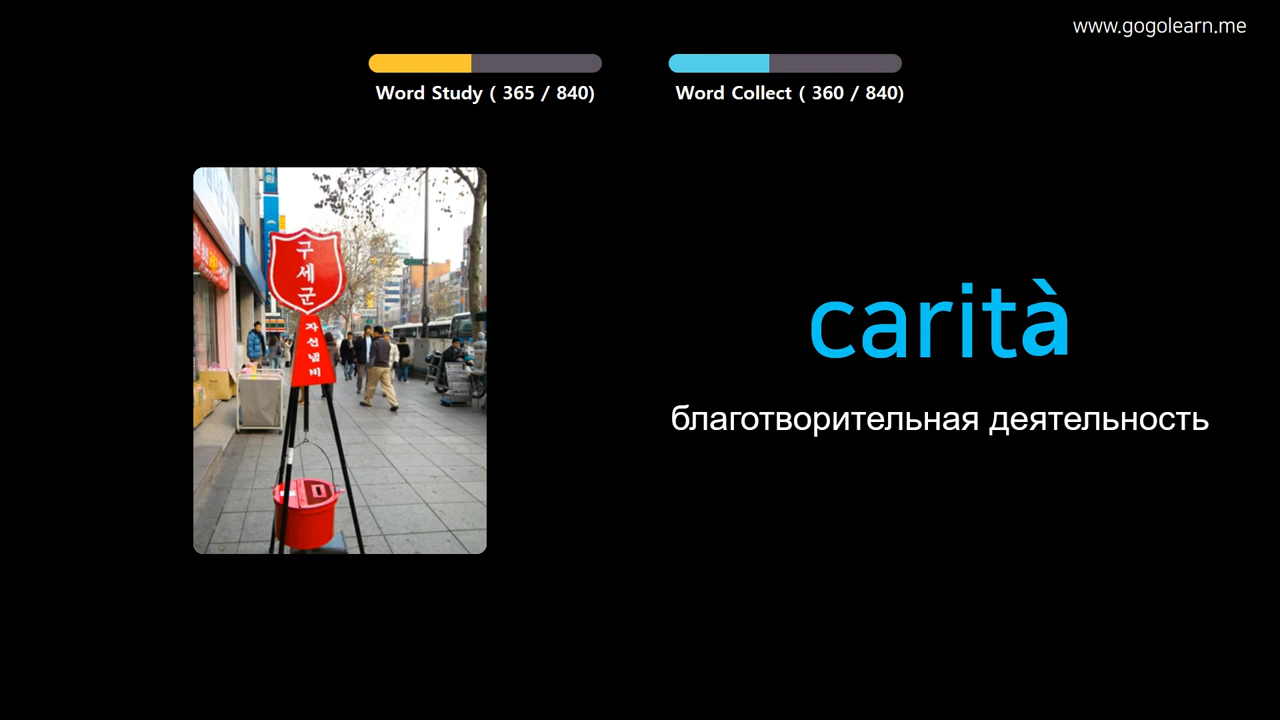 www.gogolearn.me
Word Study ( 365 / 840)
Word Collect ( 360 / 840)
구
세
군
자
선
냄
비
carità
благотворительная деятельность